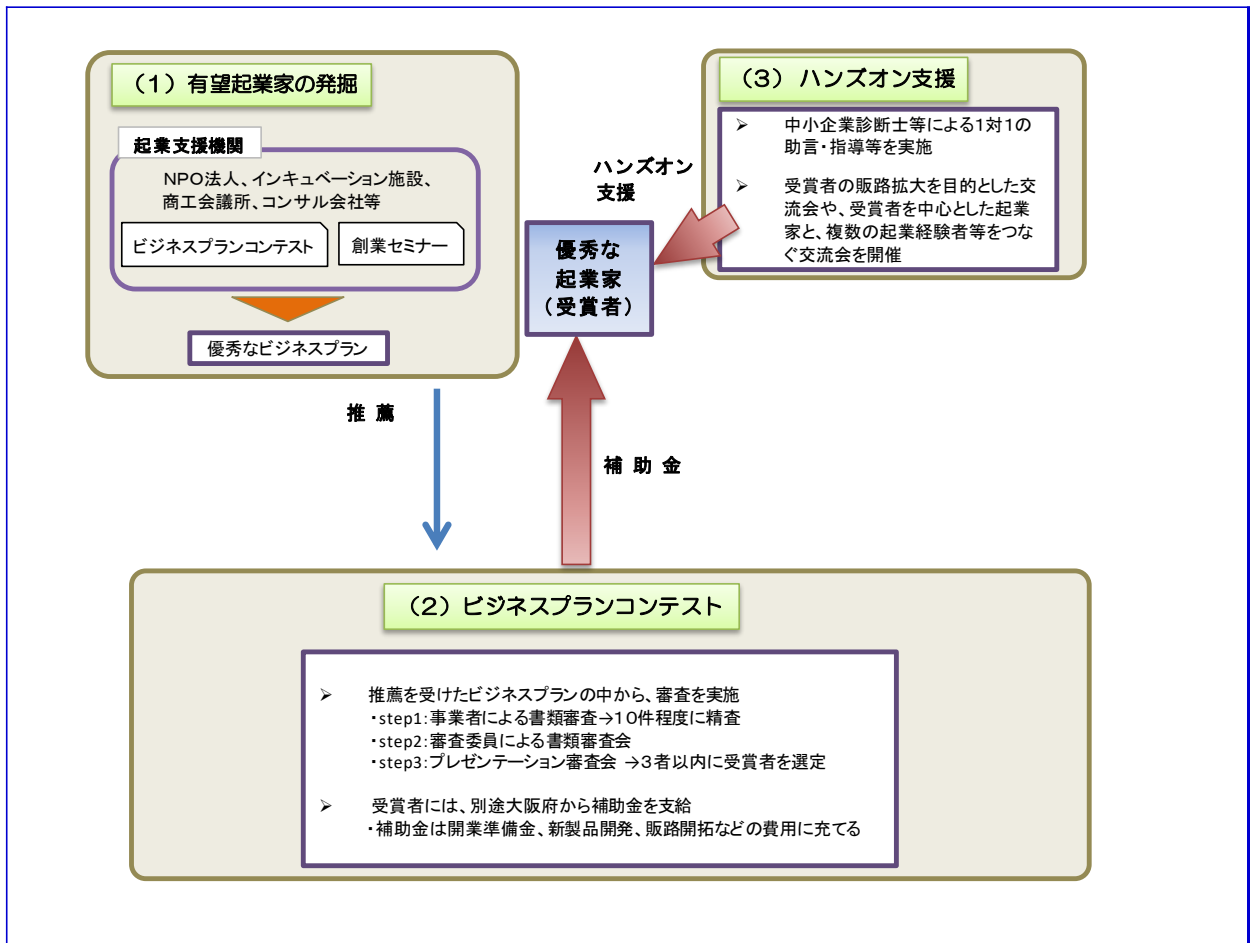 （１）有望起業家の発掘
起業支援機関
NPO法人、インキュベーション施設、
商工会議所、コンサル会社等
ビジネスプランコンテスト
創業セミナー
優秀なビジネスプラン
推 薦
（３） ハンズオン支援
➢ 中小企業診断士等による1対1の
助言・指導等を実施
➢ 受賞者の販路拡大を目的とした交
流会や、受賞者を中心とした起業
家と、複数の起業経験者等をつな
ぐ交流会を開催
ハンズオン
支援
優秀な
起業家
（受賞者）
補 助 金
（２）ビジネスプランコンテスト
➢ 推薦を受けたビジネスプランの中から、審査を実施
・step1：事業者による書類審査→１０件程度に精査
・step2：審査委員による書類審査会
・step3：プレゼンテーション審査会 →３者以内に受賞者を選定
➢ 受賞者には、別途大阪府から補助金を支給
・補助金は開業準備金、新製品開発、販路開拓などの費用に充てる